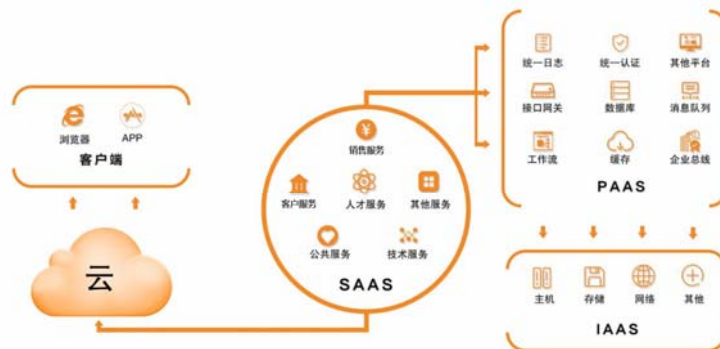 浏览器 APP
客户端
云
销售服务
客户服务 人才服务 其他服务
公共服务 技术服务
SAAS
统一日志 统一认证 其他平台
接口网关 数据库 消息队列
工作流 缓存 企业总线
PAAS
主机 存储 网络 其他
IAAS